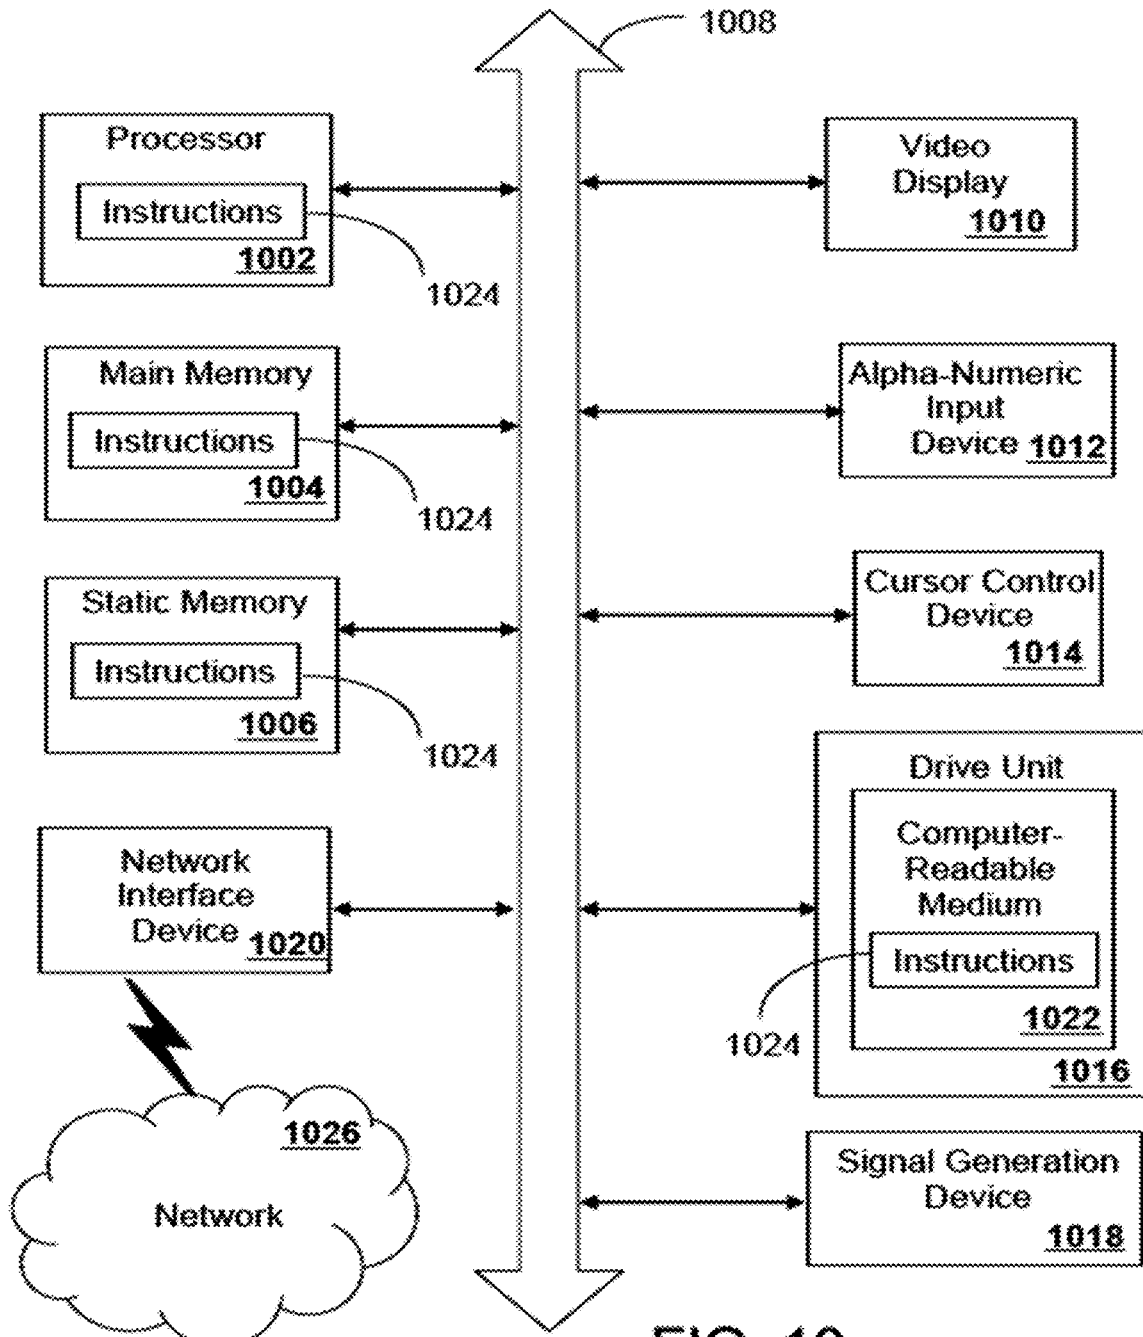 1008
Processor
Instructions
1002
1024
Main Memory
Instructions
1004
1024
Static Memory
Instructions
1006
1024
Network
Interface
Device
1020
1026
Network
Video
Display
1010
Alpha-Numeric
Input
Device 1012
Cursor Control
Device
1014
Drive Unit
Computer-
Readable
Medium
Instructions
1022
1024
1016
Signal Generation
Device
1018
FIG. 10